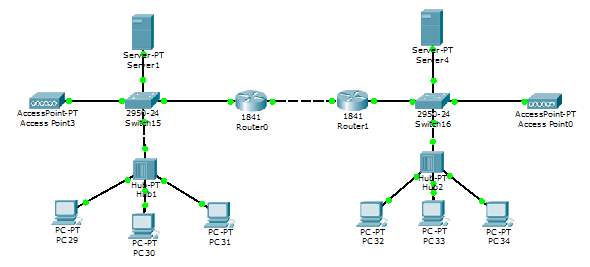 Server-PT
Server1
Server-PT
Server4
AccessPoint-PT
Access Point3
2950-24
Switch15
1841
Router0
1841
Router1
2950-24
Switch16
AccessPoint-PT
Access Point0
Hub-PT
Hub1
Hub-PT
Hub2
PC-PT
PC29
PC-PT
PC30
PC-PT
PC31
PC-PT
PC32
PC-PT
PC33
PC-PT
PC34